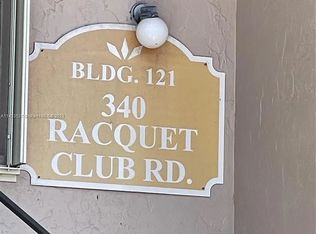 BLDG. 121
340
RACQUET
CLUB RD.